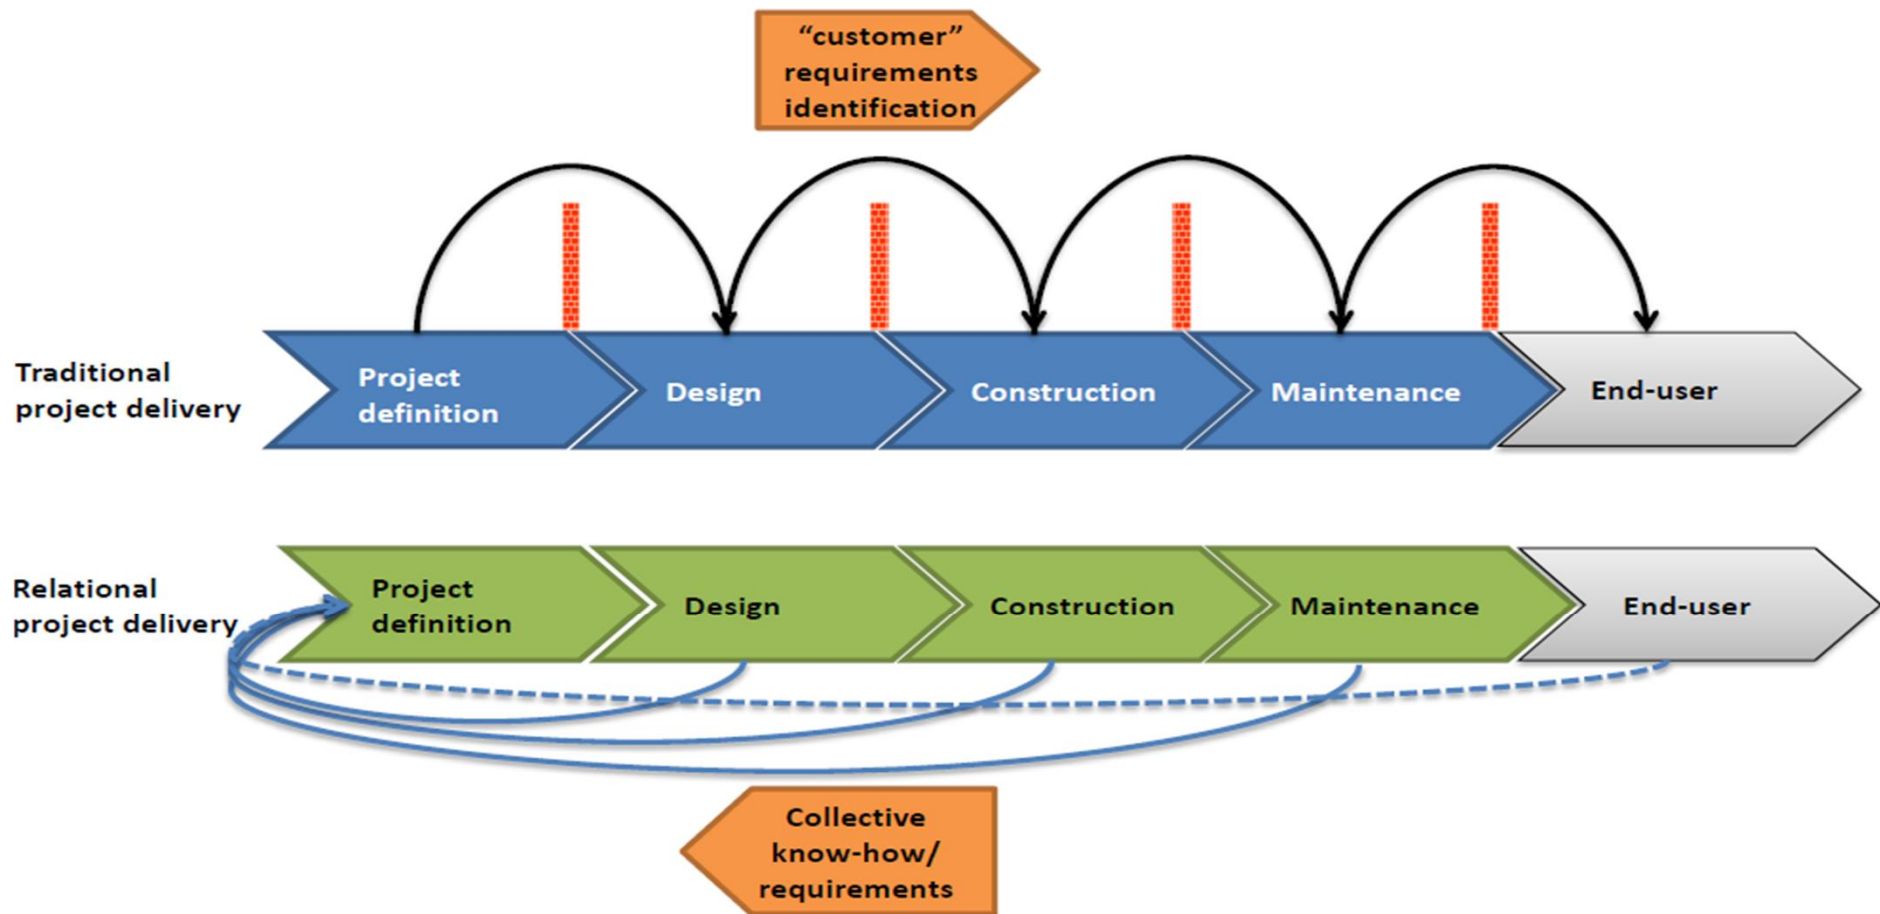 “customer”
requirements
identification
Traditional
project delivery
Project
definition
Design
Construction
Maintenance
End-user
Relational
project delivery
Project
definition
Design
Construction
Maintenance
End-user
Collective
know-how/
requirements